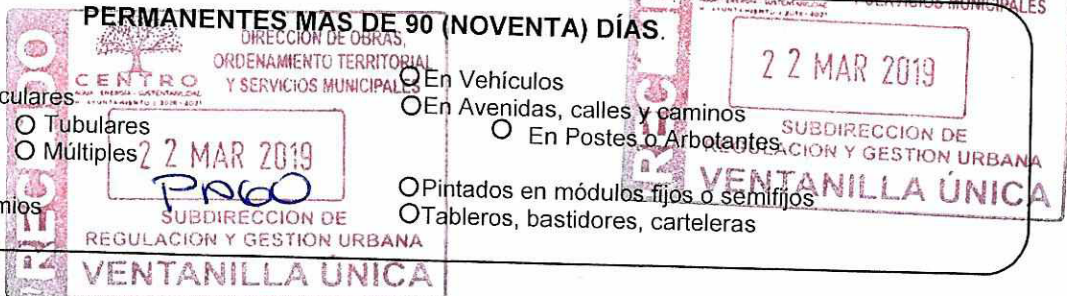 PERMANENTES MAS DE 90 (NOVENTA) DÍAS.
SERVICIOS MUNICIPALES
DIRECCION DE OBRAS,
ORDENAMIENTO TERRITORIAL
Y SERVICIOS MUNICIPALES
CENTRO
22 MAR 2019
O En Vehículos
O En Avenidas, calles y caminos
O En Postes o Arbotantes
culares
O Tubulares
O Múltiples
22 MAR 2019
PAGO
mios
SUBDIRECCION DE
REGULACION Y GESTION URBANA
VENTANILLA ÚNICA
O Pintados en módulos fijos o semifijos
O Tableros, bastidores, carteleras
SUBDIRECCION DE
REGULACION Y GESTION URBANA
VENTANILLA ÚNICA